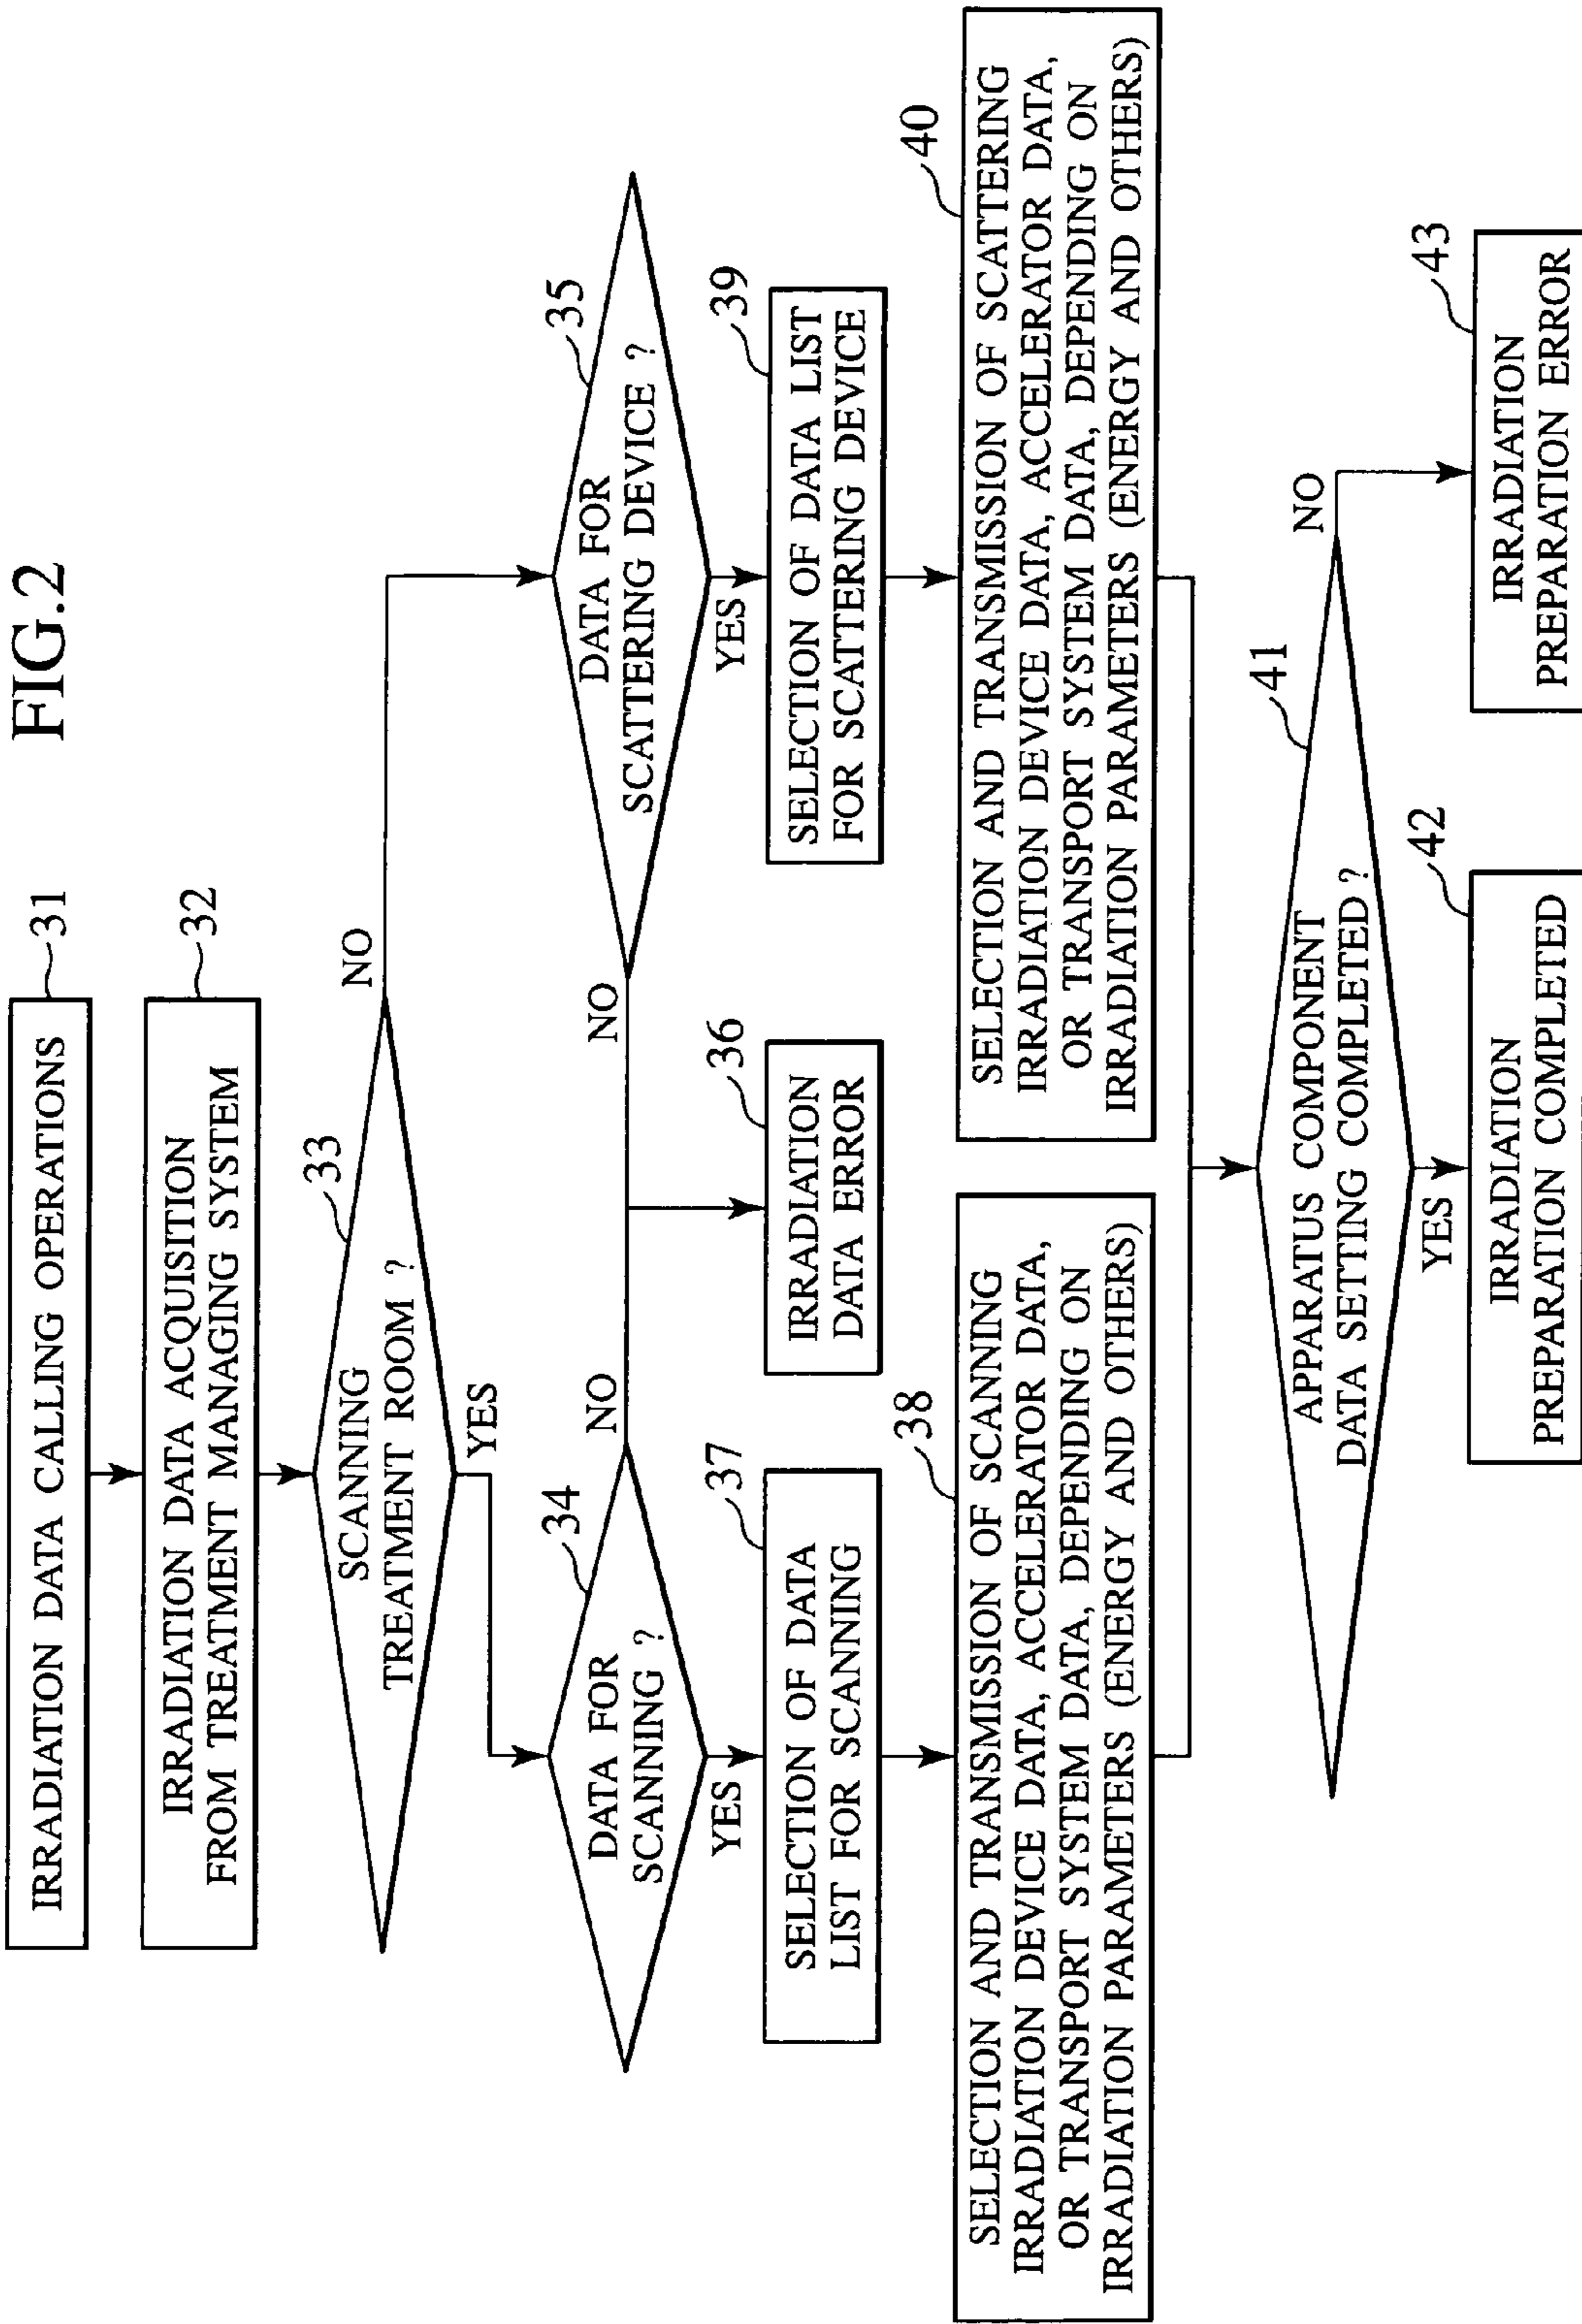 FIG.2
IRRADIATION DATA CALLING OPERATIONS
31
IRRADIATION DATA ACQUISITION
FROM TREATMENT MANAGING SYSTEM
32
SCANNING
TREATMENT ROOM ?
33
NO
YES
DATA FOR
SCANNING ?
34
NO
YES
DATA FOR
SCATTERING DEVICE ?
35
NO
YES
SELECTION OF DATA
LIST FOR SCANNING
37
IRRADIATION
DATA ERROR
36
SELECTION OF DATA LIST
FOR SCATTERING DEVICE
39
SELECTION AND TRANSMISSION OF SCANNING
IRRADIATION DEVICE DATA, ACCELERATOR DATA,
OR TRANSPORT SYSTEM DATA, DEPENDING ON
IRRADIATION PARAMETERS (ENERGY AND OTHERS)
38
SELECTION AND TRANSMISSION OF SCATTERING
IRRADIATION DEVICE DATA, ACCELERATOR DATA,
OR TRANSPORT SYSTEM DATA, DEPENDING ON
IRRADIATION PARAMETERS (ENERGY AND OTHERS)
40
APPARATUS COMPONENT
DATA SETTING COMPLETED ?
41
NO
YES
IRRADIATION
PREPARATION COMPLETED
42
IRRADIATION
PREPARATION ERROR
43